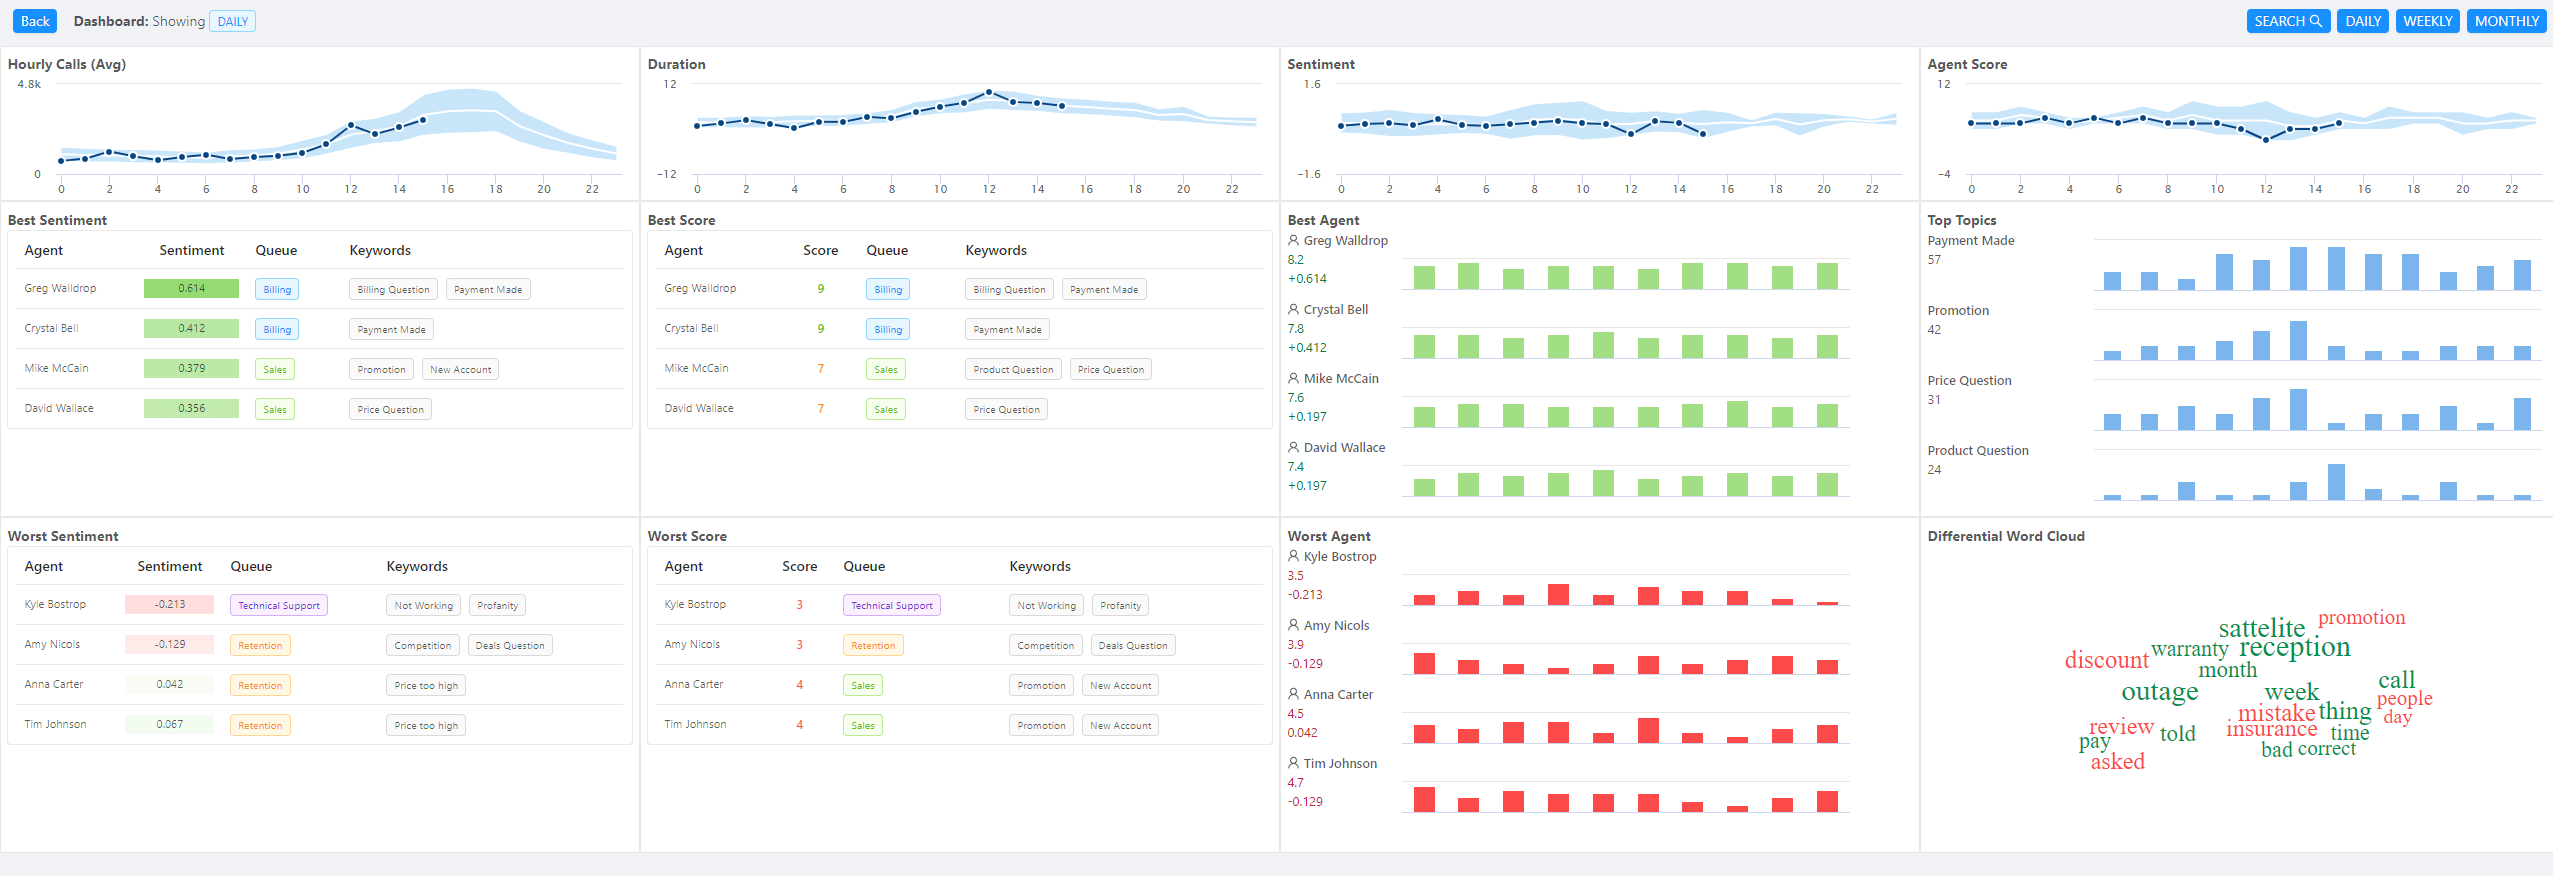 Back Dashboard: Showing DAILY SEARCH DAILY WEEKLY MONTHLY
Hourly Calls (Avg)
4.8k
0
0 2 4 6 8 10 12 14 16 18 20 22
Duration
12
−12
0 2 4 6 8 10 12 14 16 18 20 22
Sentiment
1.6
−1.6
0 2 4 6 8 10 12 14 16 18 20 22
Agent Score
12
−4
0 2 4 6 8 10 12 14 16 18 20 22
Best Sentiment
Agent Sentiment Queue Keywords
Greg Walldrop 0.614 Billing Billing Question Payment Made
Crystal Bell 0.412 Billing Payment Made
Mike McCain 0.379 Sales Promotion New Account
David Wallace 0.356 Sales Price Question
Best Score
Agent Score Queue Keywords
Greg Walldrop 9 Billing Billing Question Payment Made
Crystal Bell 9 Billing Payment Made
Mike McCain 7 Sales Product Question Price Question
David Wallace 7 Sales Price Question
Best Agent
Greg Walldrop
8.2
+0.614
Crystal Bell
7.8
+0.412
Mike McCain
7.6
+0.197
David Wallace
7.4
+0.197
Top Topics
Payment Made
57
Promotion
42
Price Question
31
Product Question
24
Worst Sentiment
Agent Sentiment Queue Keywords
Kyle Bostrop -0.213 Technical Support Not Working Profanity
Amy Nicols -0.129 Retention Competition Deals Question
Anna Carter 0.042 Retention Price too high
Tim Johnson 0.067 Retention Price too high
Worst Score
Agent Score Queue Keywords
Kyle Bostrop 3 Technical Support Not Working Profanity
Amy Nicols 3 Retention Competition Deals Question
Anna Carter 4 Sales Promotion New Account
Tim Johnson 4 Sales Promotion New Account
Worst Agent
Kyle Bostrop
3.5
-0.213
Amy Nicols
3.9
-0.129
Anna Carter
4.5
0.042
Tim Johnson
4.7
-0.129
Differential Word Cloud
promotion
sattelite
warranty reception
discount
month
call
outage week people
mistake thing day
review insurance time
pay told
bad correct
asked